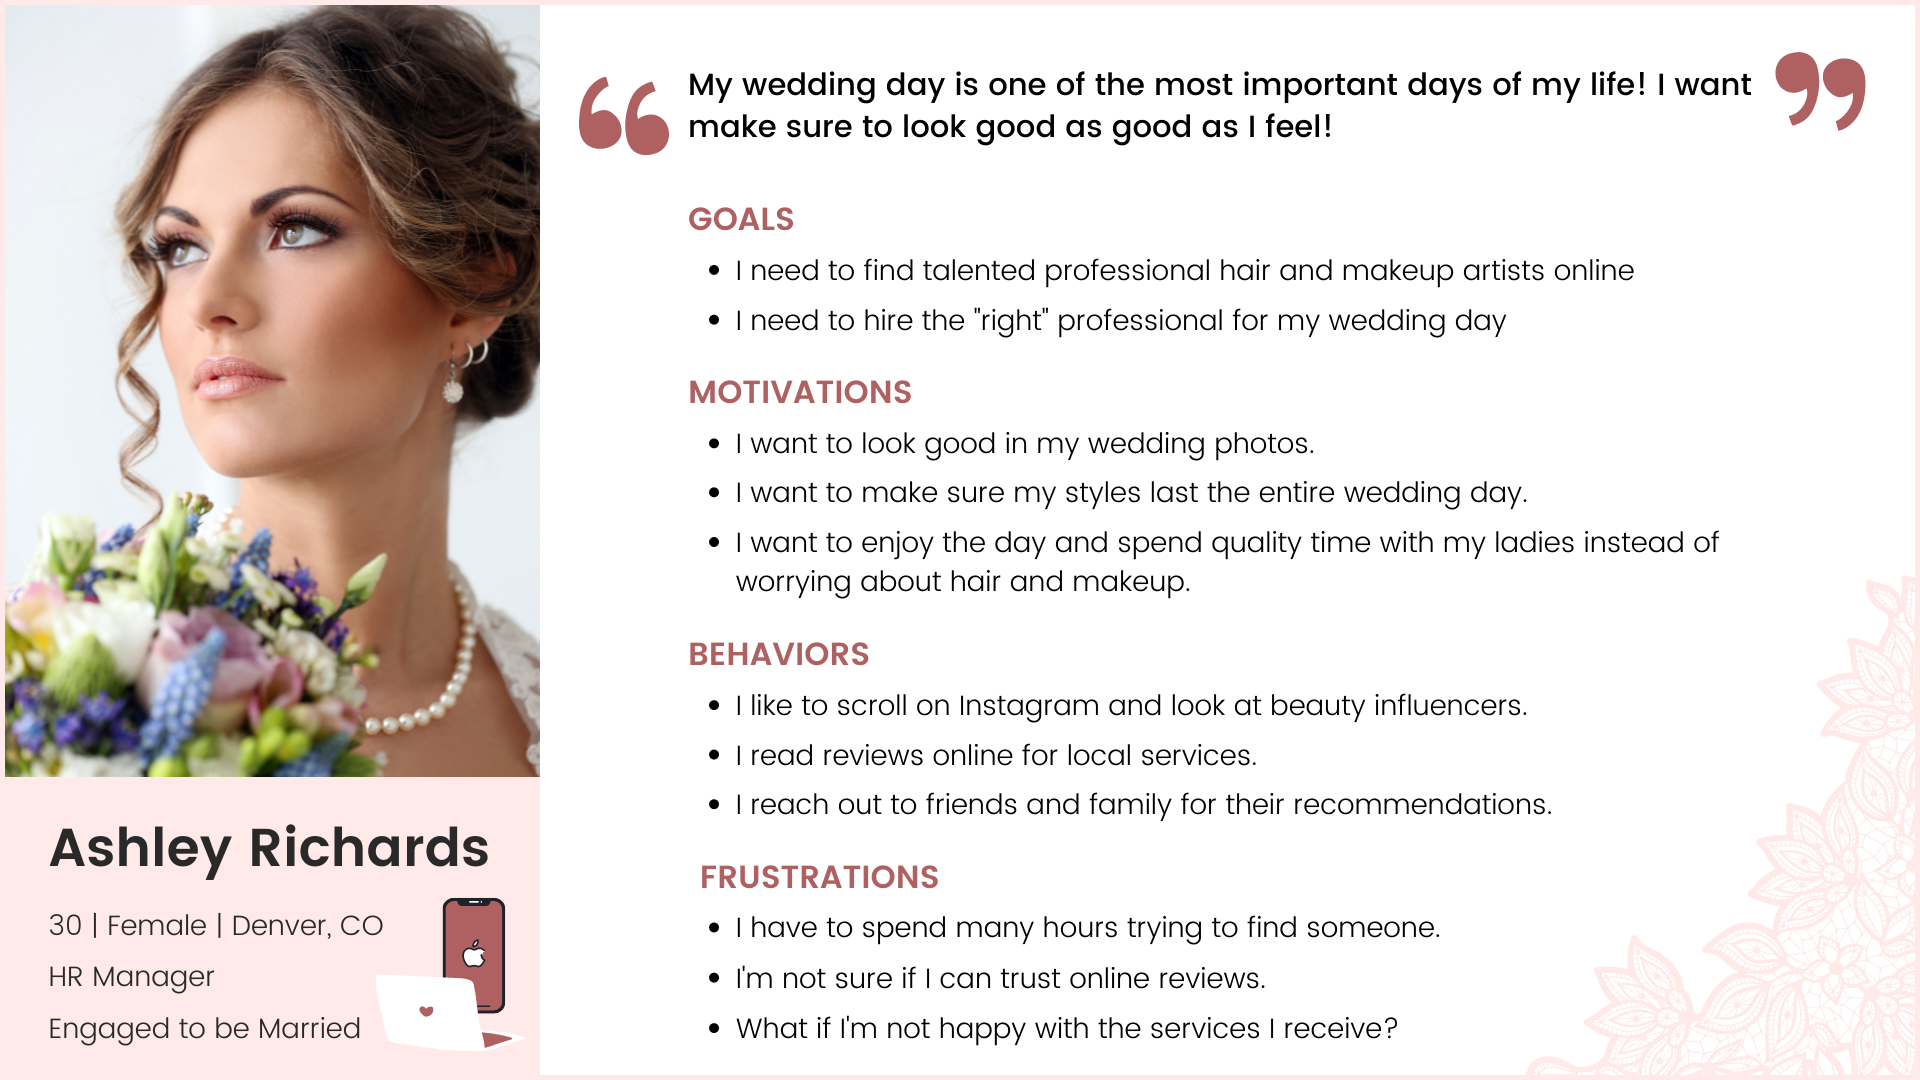 “ My wedding day is one of the most important days of my life! I want ”
make sure to look good as good as I feel!
GOALS
• I need to find talented professional hair and makeup artists online
• I need to hire the "right" professional for my wedding day
MOTIVATIONS
• I want to look good in my wedding photos.
• I want to make sure my styles last the entire wedding day.
• I want to enjoy the day and spend quality time with my ladies instead of
worrying about hair and makeup.
BEHAVIORS
• I like to scroll on Instagram and look at beauty influencers.
• I read reviews online for local services.
• I reach out to friends and family for their recommendations.
FRUSTRATIONS
• I have to spend many hours trying to find someone.
• I'm not sure if I can trust online reviews.
• What if I'm not happy with the services I receive?
Ashley Richards
30 | Female | Denver, CO
HR Manager
Engaged to be Married